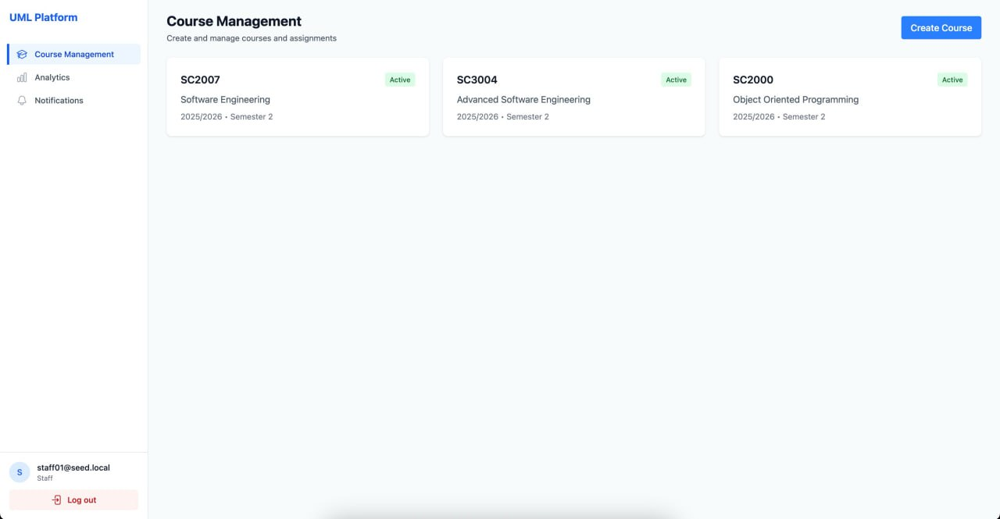 UML Platform
Course Management
Analytics
Notifications
staff01@seed.local
S
Staff
Log out
Course Management
Create and manage courses and assignments
Create Course
SC2007
Active
Software Engineering
2025/2026 • Semester 2
SC3004
Active
Advanced Software Engineering
2025/2026 • Semester 2
SC2000
Active
Object Oriented Programming
2025/2026 • Semester 2